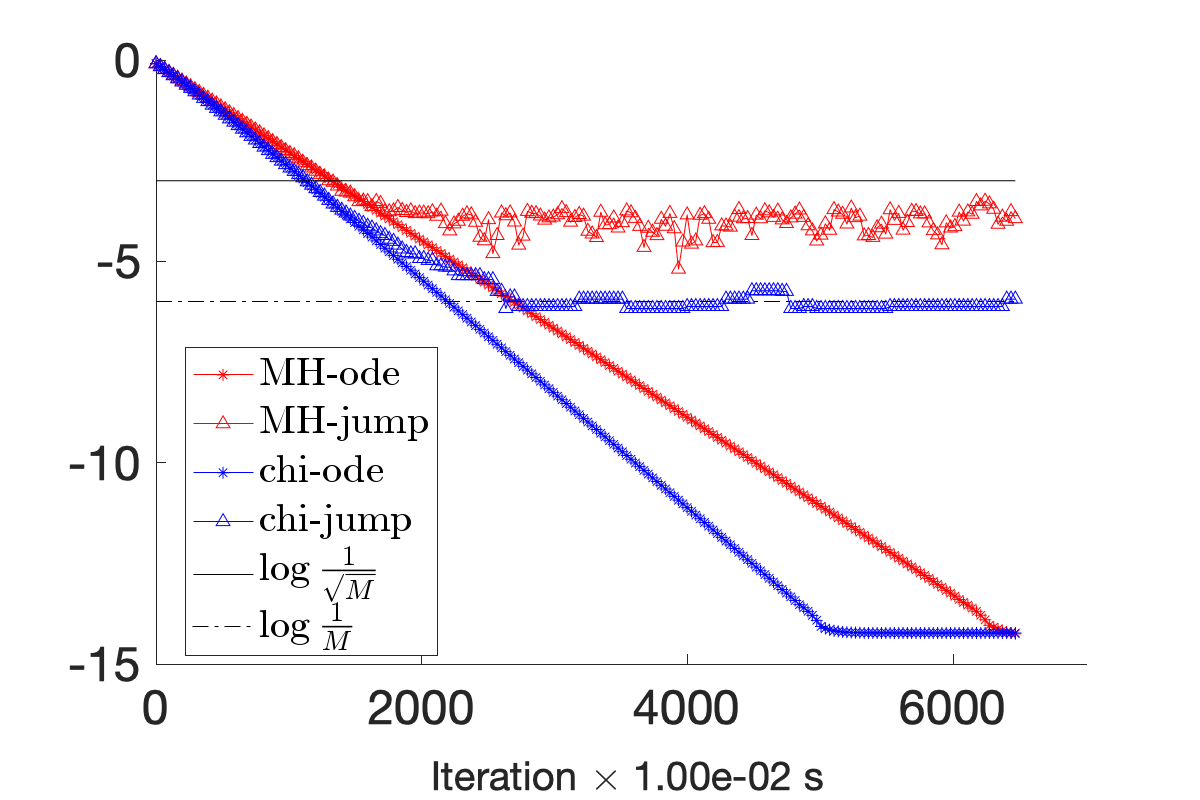 0
-5
-10
-15
MH-ode
MH-jump
chi-ode
chi-jump
log 1/√M
log 1/M
0 2000 4000 6000
Iteration × 1.00e-02 s